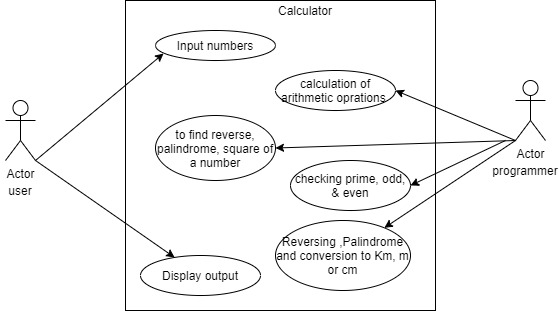 Calculator
Input numbers
calculation of
arithmetic oprations
to find reverse,
palindrome, square of
a number
checking prime, odd,
& even
Reversing ,Palindrome
and conversion to Km, m
or cm
Display output
Actor
user
Actor
programmer